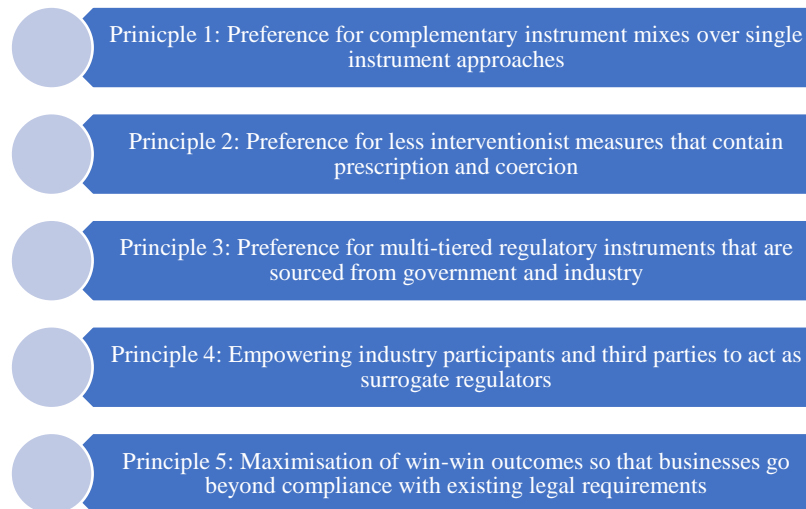 Prinicple 1: Preference for complementary instrument mixes over single
instrument approaches
Principle 2: Preference for less interventionist measures that contain
prescription and coercion
Principle 3: Preference for multi-tiered regulatory instruments that are
sourced from government and industry
Principle 4: Empowering industry participants and third parties to act as
surrogate regulators
Principle 5: Maximisation of win-win outcomes so that businesses go
beyond compliance with existing legal requirements